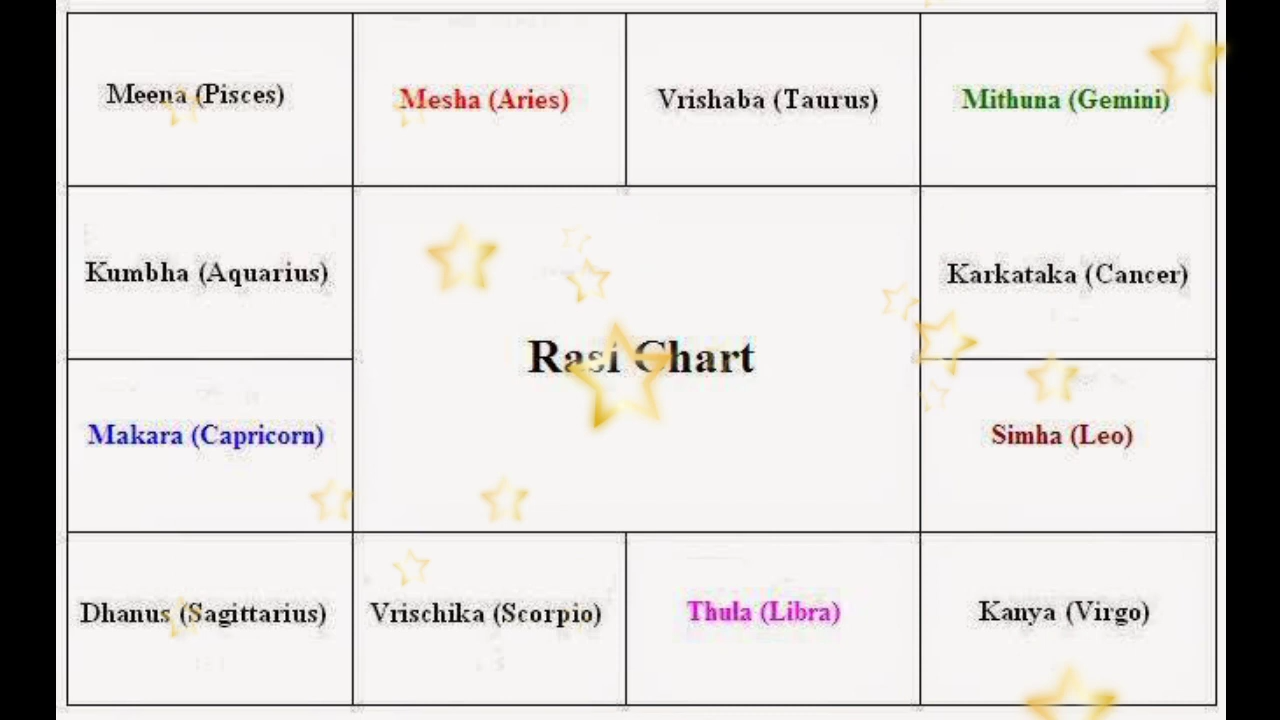 Meena (Pisces)
Mesha (Aries)
Vrishaba (Taurus)
Mithuna (Gemini)
Kumbha (Aquarius)
Karkataka (Cancer)
Rasi Chart
Makara (Capricorn)
Simha (Leo)
Dhanus (Sagittarius)
Vrischika (Scorpio)
Thula (Libra)
Kanya (Virgo)